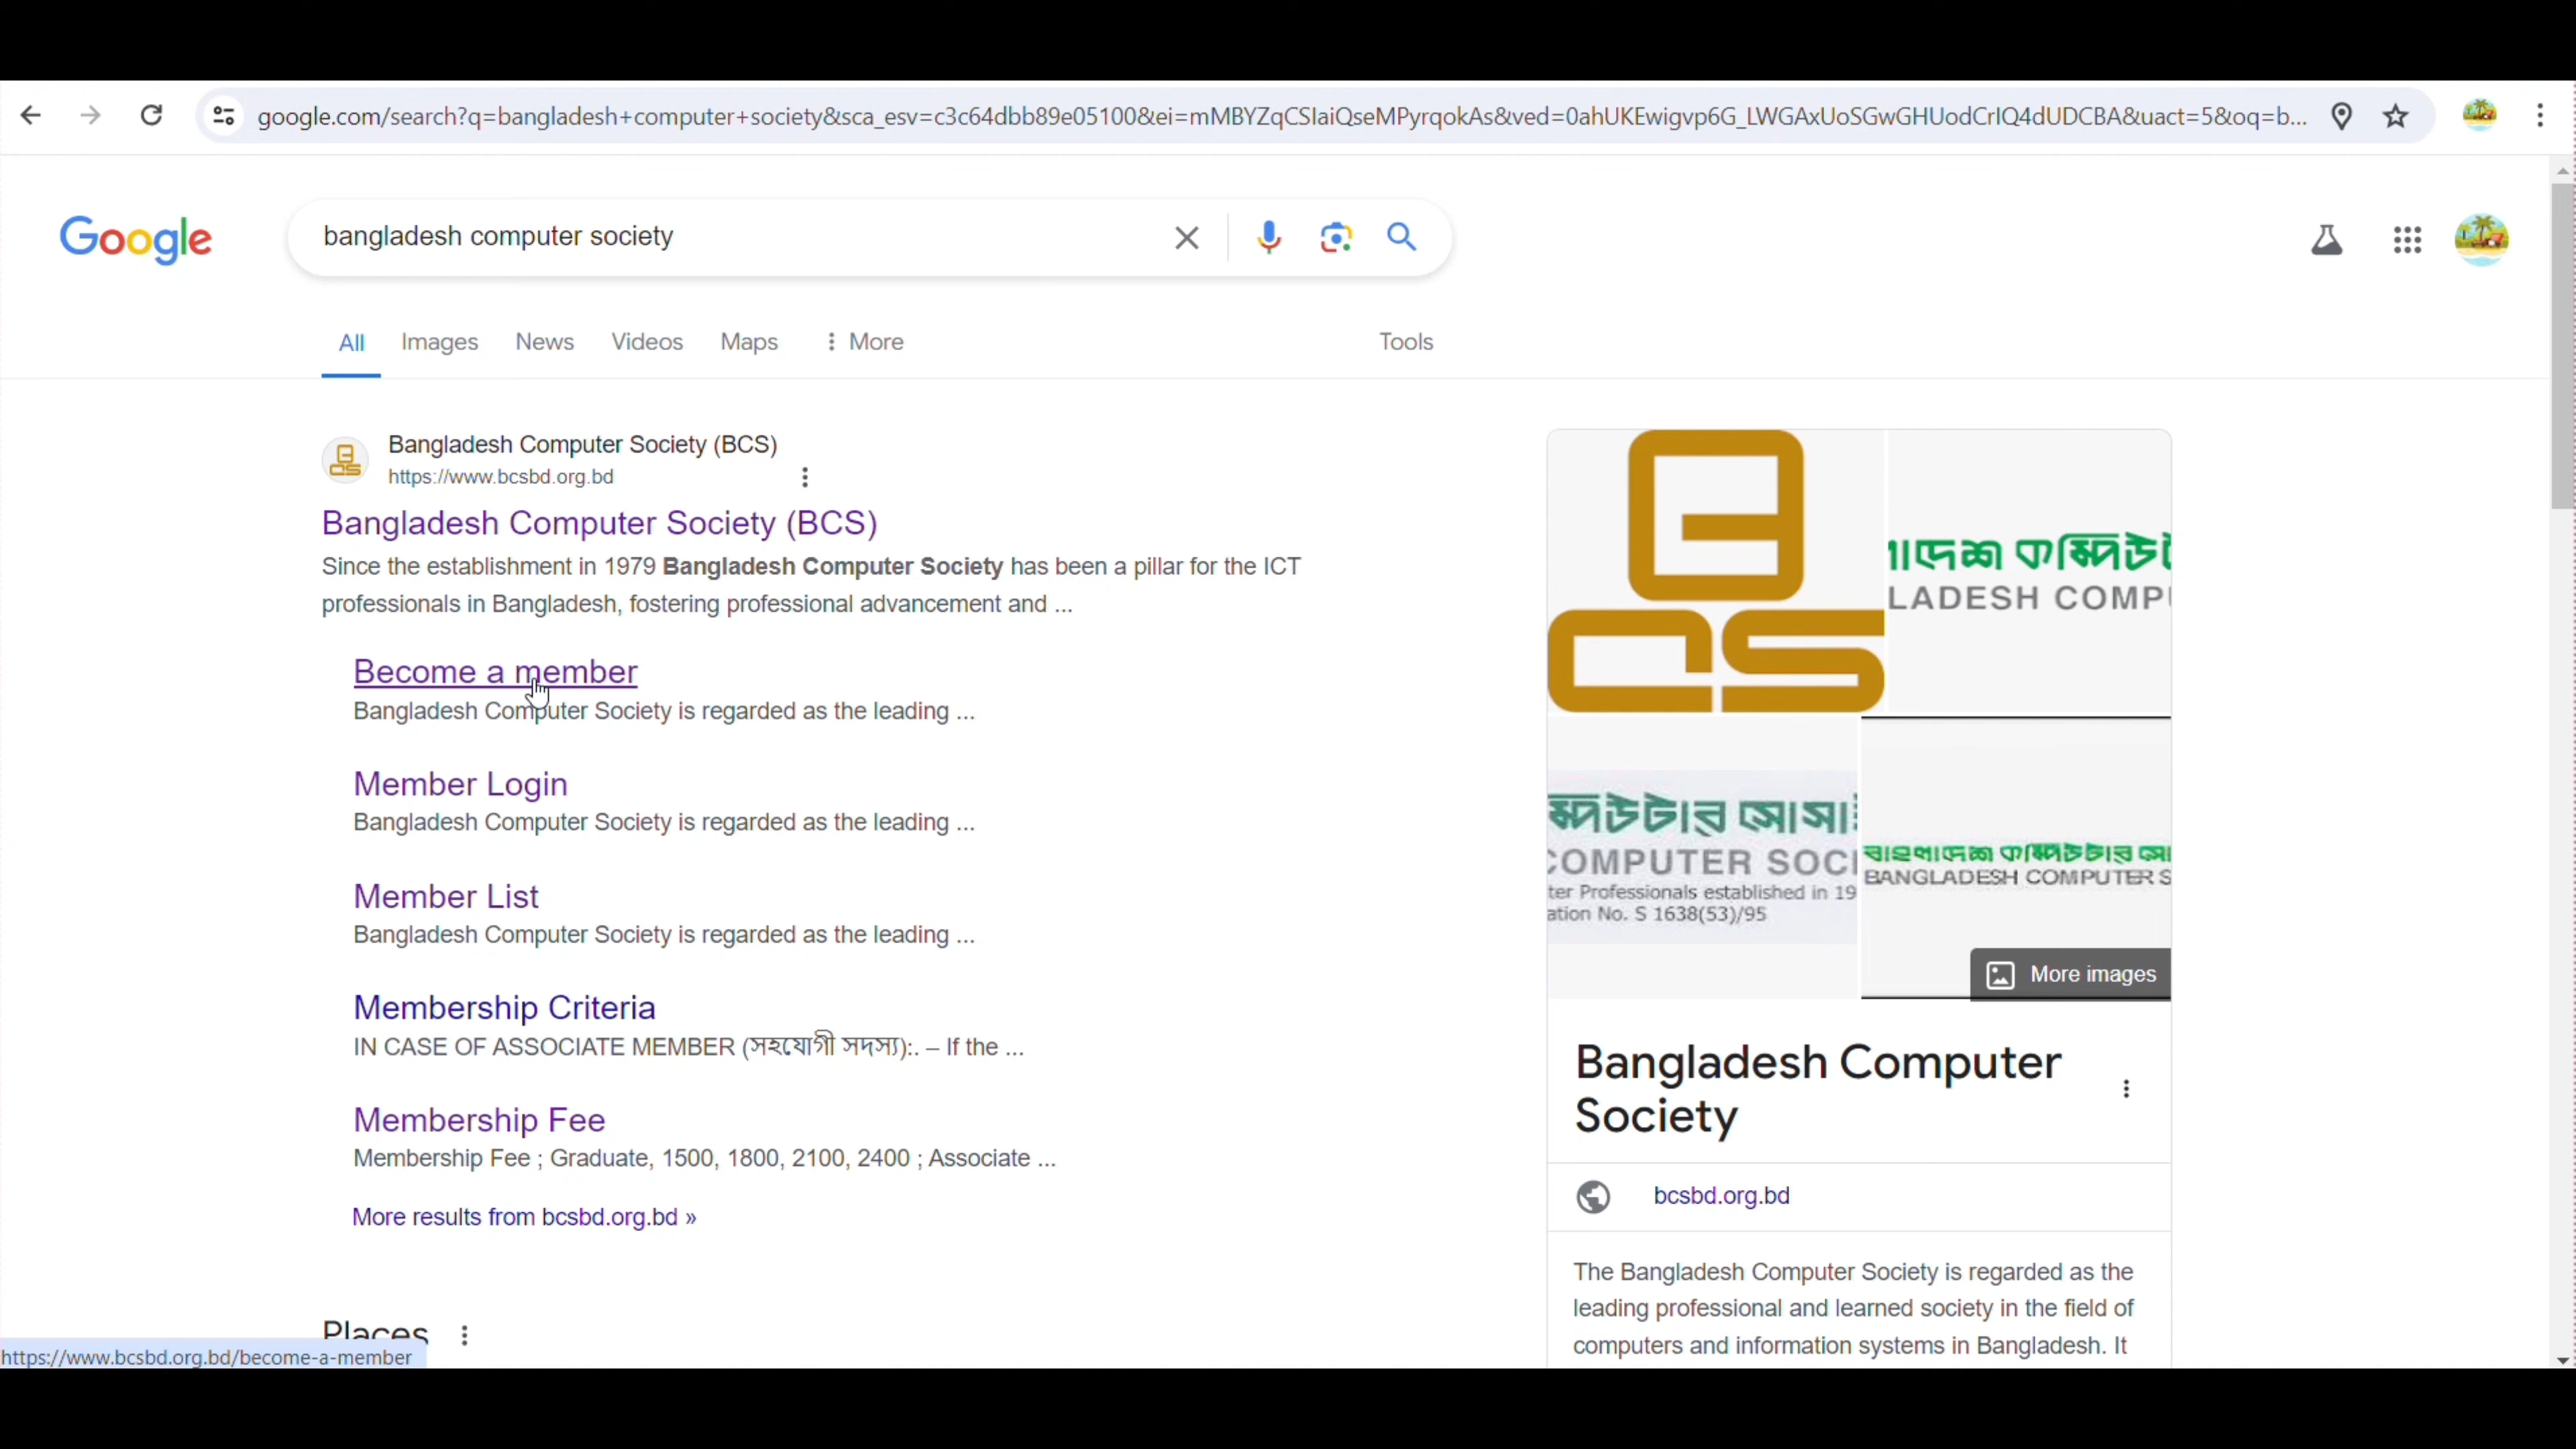 google.com/search?q=bangladesh+computer+society&sca_esv=c3c64dbb89e05100&ei=mMBYZqCSIaiQseMPyrqokAs&ved=0ahUKEwigvp6G_LWGAxUoSGwGHUodCrIQ4dUDCBA&uact=5&oq=b...
Google
bangladesh computer society
All Images News Videos Maps More Tools
Bangladesh Computer Society (BCS)
https://www.bcsbd.org.bd
Bangladesh Computer Society (BCS)
Since the establishment in 1979 Bangladesh Computer Society has been a pillar for the ICT
professionals in Bangladesh, fostering professional advancement and ...
Become a member
Bangladesh Computer Society is regarded as the leading ...
Member Login
Bangladesh Computer Society is regarded as the leading ...
Member List
Bangladesh Computer Society is regarded as the leading ...
Membership Criteria
IN CASE OF ASSOCIATE MEMBER (সহযোগী সদস্য):. – If the ...
Membership Fee
Membership Fee ; Graduate, 1500, 1800, 2100, 2400 ; Associate ...
More results from bcsbd.org.bd »
Places
https://www.bcsbd.org.bd/become-a-member
LADESH COMPU
COMPUTER SOCI
ter Professionals established in 19
ation No. S 1638(53)/95
BANGLADESH COMPUTER S
More images
Bangladesh Computer
Society
bcsbd.org.bd
The Bangladesh Computer Society is regarded as the
leading professional and learned society in the field of
computers and information systems in Bangladesh. It